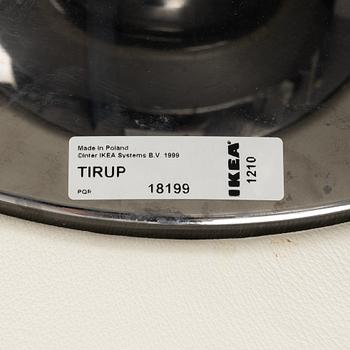 Made in Poland
©Inter IKEA Systems B.V. 1999
TIRUP
PQR 18199
IKEA
1210